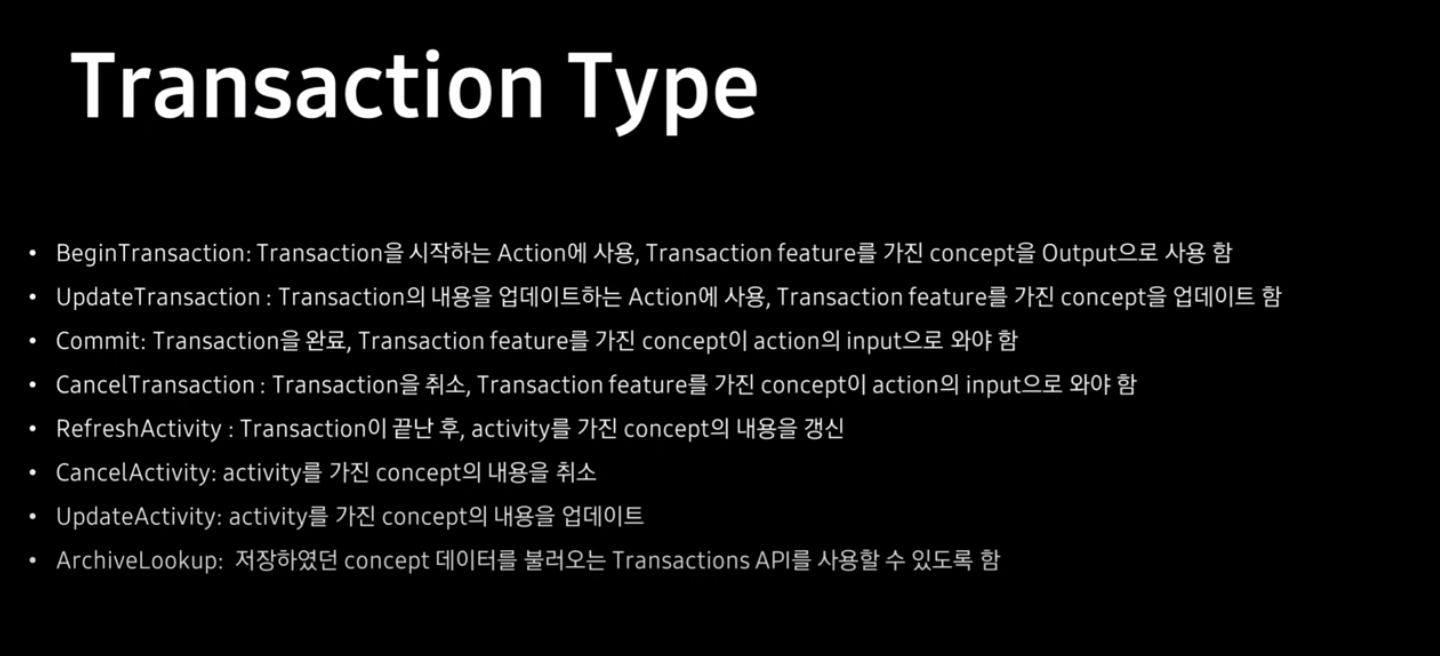 Transaction Type
• BeginTransaction: Transaction을 시작하는 Action에 사용, Transaction feature를 가진 concept을 Output으로 사용 함
• UpdateTransaction : Transaction의 내용을 업데이트하는 Action에 사용, Transaction feature를 가진 concept을 업데이트 함
• Commit: Transaction을 완료, Transaction feature를 가진 concept이 action의 input으로 와야 함
• CancelTransaction : Transaction을 취소, Transaction feature를 가진 concept이 action의 input으로 와야 함
• RefreshActivity : Transaction이 끝난 후, activity를 가진 concept의 내용을 갱신
• CancelActivity: activity를 가진 concept의 내용을 취소
• UpdateActivity: activity를 가진 concept의 내용을 업데이트
• ArchiveLookup: 저장하였던 concept 데이터를 불러오는 Transactions API를 사용할 수 있도록 함